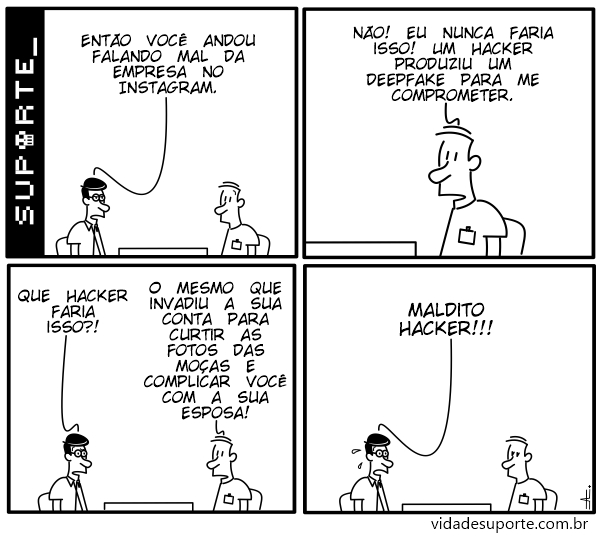 SUPORTE_
ENTÃO VOCÊ ANDOU
FALANDO MAL DA
EMPRESA NO
INSTAGRAM.
NÃO! EU NUNCA FARIA
ISSO! UM HACKER
PRODUZIU UM
DEEPFAKE PARA ME
COMPROMETER.
QUE HACKER
FARIA
ISSO?!
O MESMO QUE
INVADIU A SUA
CONTA PARA
CURTIR AS
FOTOS DAS
MOÇAS E
COMPLICAR VOCÊ
COM A SUA
ESPOSA!
MALDITO
HACKER!!!
vidadesuporte.com.br